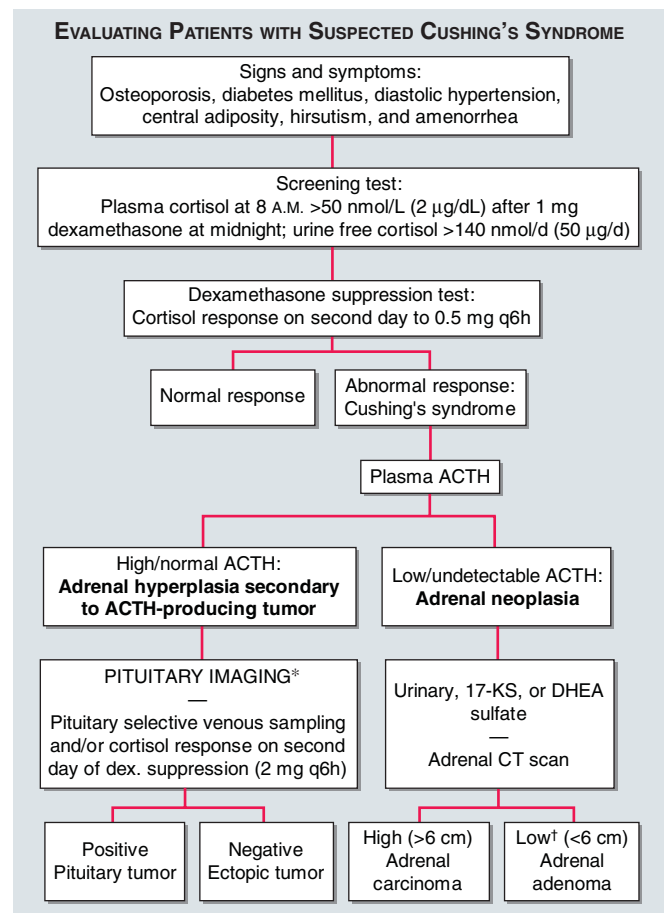 EVALUATING PATIENTS WITH SUSPECTED CUSHING'S SYNDROME
Signs and symptoms:
Osteoporosis, diabetes mellitus, diastolic hypertension,
central adiposity, hirsutism, and amenorrhea
Screening test:
Plasma cortisol at 8 A.M. >50 nmol/L (2 μg/dL) after 1 mg
dexamethasone at midnight; urine free cortisol >140 nmol/d (50 μg/d)
Dexamethasone suppression test:
Cortisol response on second day to 0.5 mg q6h
Normal response
Abnormal response:
Cushing's syndrome
Plasma ACTH
High/normal ACTH:
Adrenal hyperplasia secondary
to ACTH-producing tumor
Low/undetectable ACTH:
Adrenal neoplasia
PITUITARY IMAGING*
—
Pituitary selective venous sampling
and/or cortisol response on second
day of dex. suppression (2 mg q6h)
Urinary, 17-KS, or DHEA
sulfate
—
Adrenal CT scan
Positive
Pituitary tumor
Negative
Ectopic tumor
High (>6 cm)
Adrenal
carcinoma
Low† (<6 cm)
Adrenal
adenoma